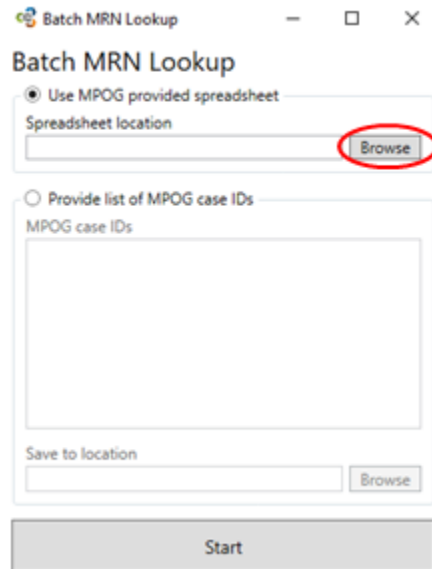 Batch MRN Lookup
Batch MRN Lookup
Use MPOG provided spreadsheet
Spreadsheet location
Browse
Provide list of MPOG case IDs
MPOG case IDs
Save to location
Browse
Start